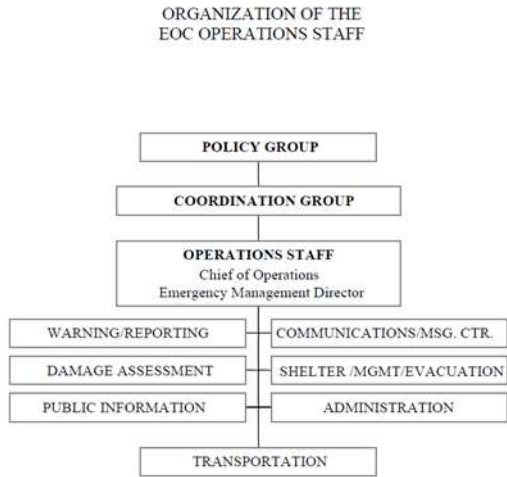 ORGANIZATION OF THE
EOC OPERATIONS STAFF
POLICY GROUP
COORDINATION GROUP
OPERATIONS STAFF
Chief of Operations
Emergency Management Director
WARNING/REPORTING
COMMUNICATIONS/MSG. CTR.
DAMAGE ASSESSMENT
SHELTER /MGMT/EVACUATION
PUBLIC INFORMATION
ADMINISTRATION
TRANSPORTATION